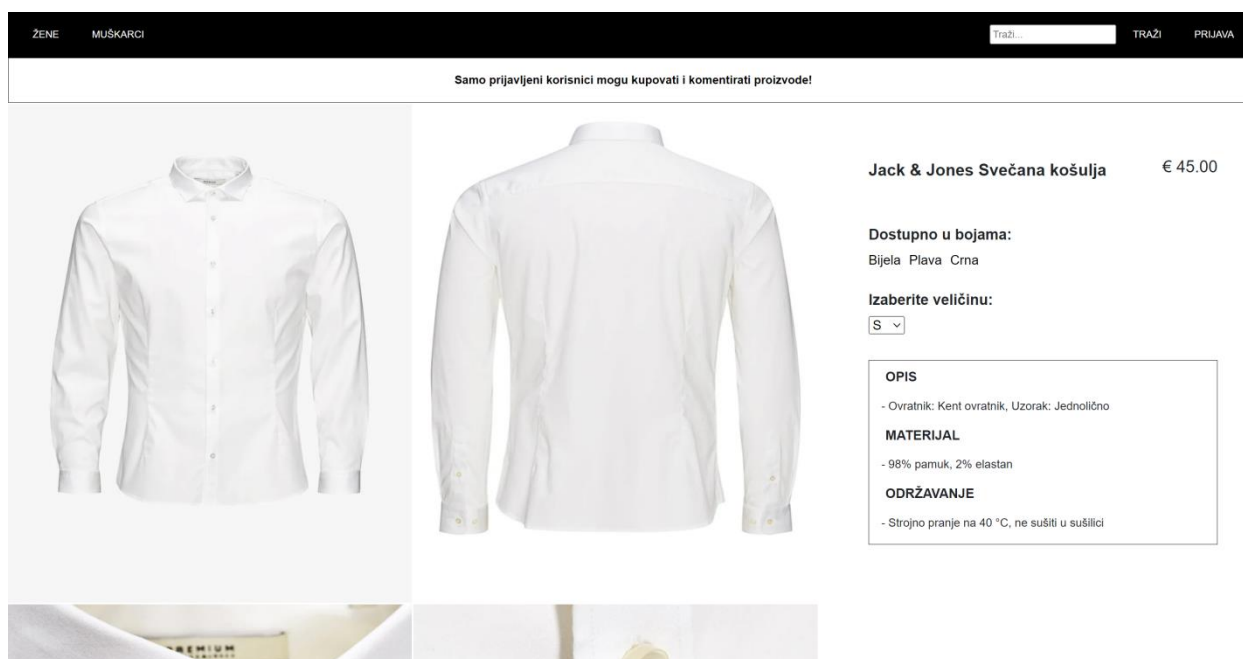 ŽENE MUŠKARCI Traži... TRAŽI PRIJAVA
Samo prijavljeni korisnici mogu kupovati i komentirati proizvode!
Jack & Jones Svečana košulja € 45.00
Dostupno u bojama:
Bijela Plava Crna
Izaberite veličinu:
S
OPIS
- Ovratnik: Kent ovratnik, Uzorak: Jednolično
MATERIJAL
- 98% pamuk, 2% elastan
ODRŽAVANJE
- Strojno pranje na 40 °C, ne sušiti u sušilici
PREMIUM